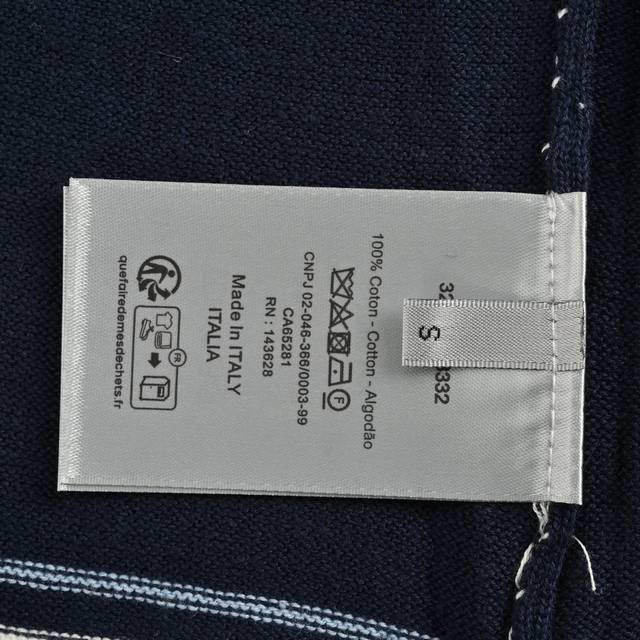 S
100% Coton - Cotton - Algodão
CNPJ 02-046-366/0003-99
CA65281
RN : 143628
Made In ITALY
ITALIA
FR
quefairedemesdechets.fr